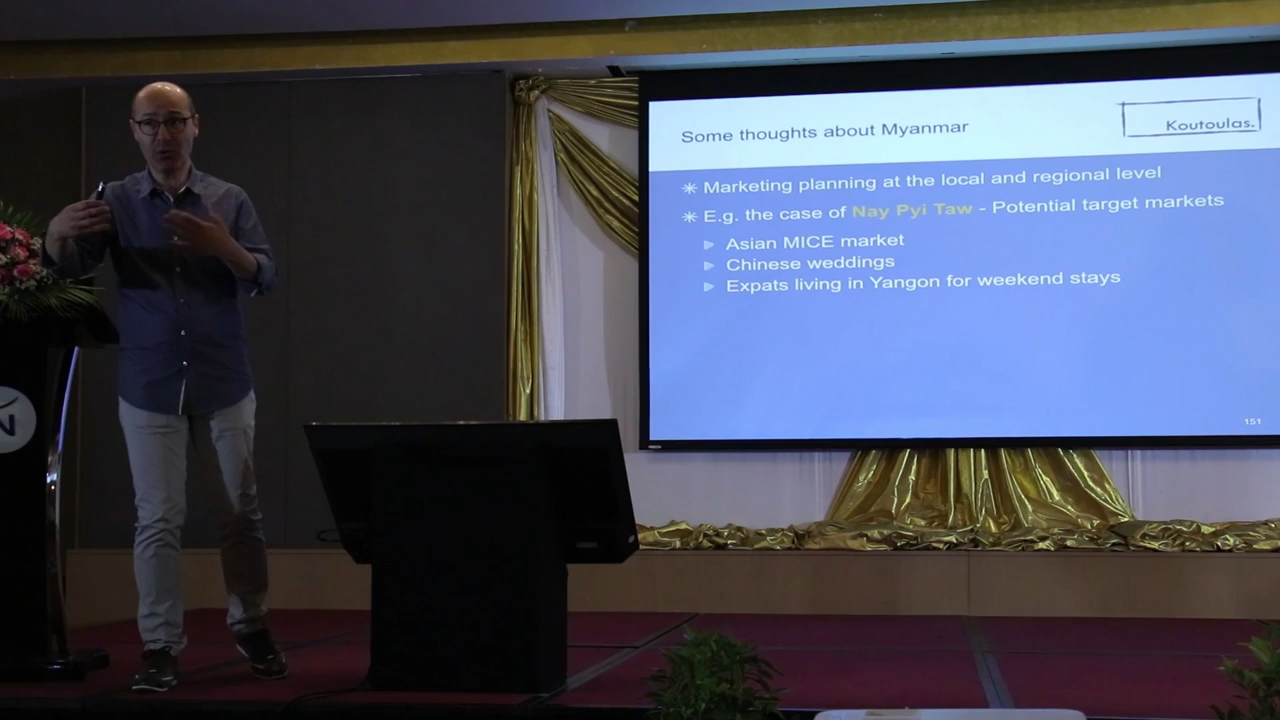 Some thoughts about Myanmar
Koutoulas.
Marketing planning at the local and regional level
E.g. the case of Nay Pyi Taw - Potential target markets
Asian MICE market
Chinese weddings
Expats living in Yangon for weekend stays
151
N